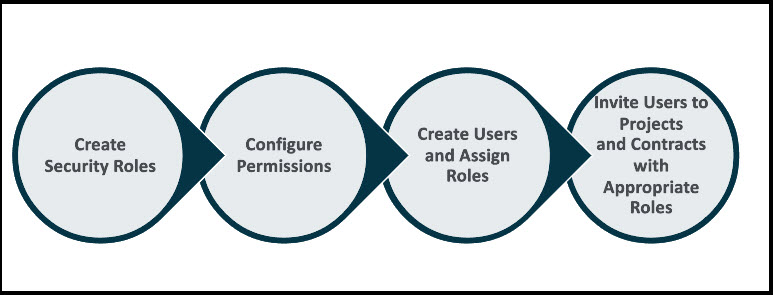 Create
Security Roles
Configure
Permissions
Create Users
and Assign
Roles
Invite Users to
Projects
and Contracts
with
Appropriate
Roles